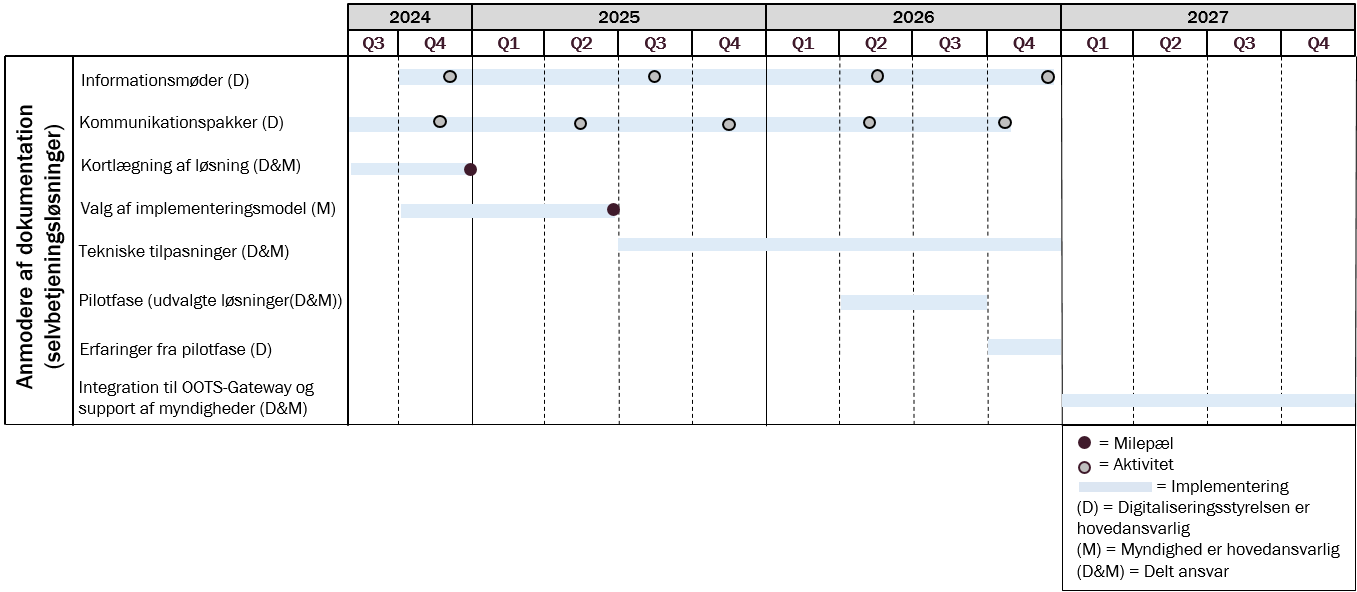 2024 2025 2026 2027
Q3 Q4 Q1 Q2 Q3 Q4 Q1 Q2 Q3 Q4 Q1 Q2 Q3 Q4
Anmodere af dokumentation
(selvbetjeningsløsninger)
Informationsmøder (D)
Kommunikationspakker (D)
Kortlægning af løsning (D&M)
Valg af implementeringsmodel (M)
Tekniske tilpasninger (D&M)
Pilotfase (udvalgte løsninger(D&M))
Erfaringer fra pilotfase (D)
Integration til OOTS-Gateway og
support af myndigheder (D&M)
= Milepæl
= Aktivitet
= Implementering
(D) = Digitaliseringsstyrelsen er
hovedansvarlig
(M) = Myndighed er hovedansvarlig
(D&M) = Delt ansvar